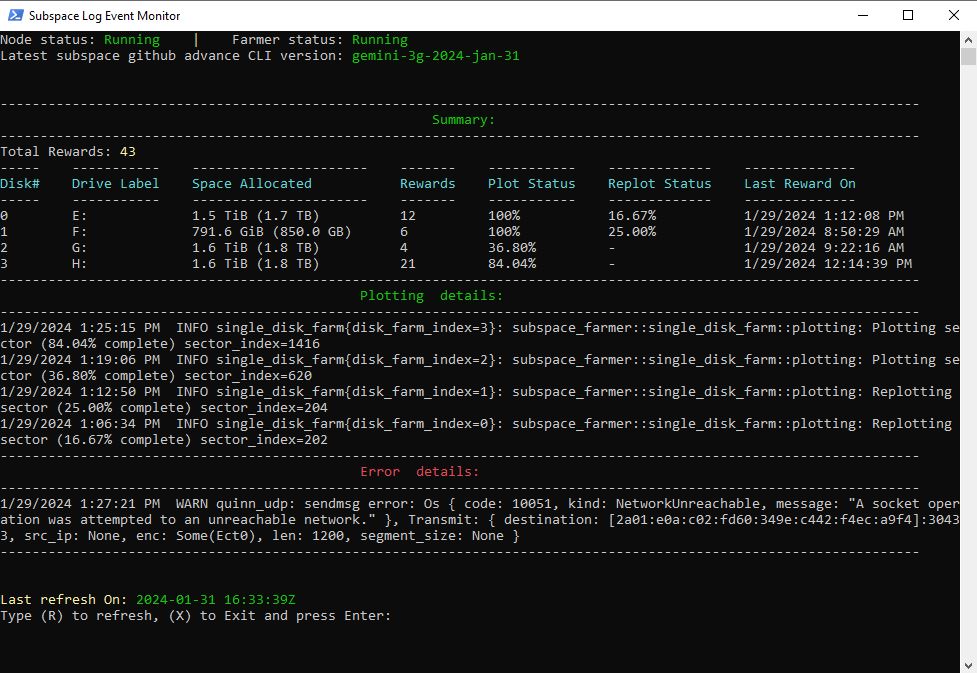 Subspace Log Event Monitor
Node status: Running    |    Farmer status: Running
Latest subspace github advance CLI version: gemini-3g-2024-jan-31
-------------------------------------------------------------------------------------------------------------------
Summary:
-------------------------------------------------------------------------------------------------------------------
Total Rewards: 43
-----    -----------    ----------------------    -------    -----------    -------------    --------------
Disk#    Drive Label    Space Allocated           Rewards    Plot Status    Replot Status    Last Reward On
-----    -----------    ----------------------    -------    -----------    -------------    --------------
0        E:             1.5 TiB (1.7 TB)          12         100%           16.67%           1/29/2024 1:12:08 PM
1        F:             791.6 GiB (850.0 GB)      6          100%           25.00%           1/29/2024 8:50:29 AM
2        G:             1.6 TiB (1.8 TB)          4          36.80%         -                1/29/2024 9:22:16 AM
3        H:             1.6 TiB (1.8 TB)          21         84.04%         -                1/29/2024 12:14:39 PM
-------------------------------------------------------------------------------------------------------------------
Plotting  details:
-------------------------------------------------------------------------------------------------------------------
1/29/2024 1:25:15 PM  INFO single_disk_farm{disk_farm_index=3}: subspace_farmer::single_disk_farm::plotting: Plotting se
ctor (84.04% complete) sector_index=1416
1/29/2024 1:19:06 PM  INFO single_disk_farm{disk_farm_index=2}: subspace_farmer::single_disk_farm::plotting: Plotting se
ctor (36.80% complete) sector_index=620
1/29/2024 1:12:50 PM  INFO single_disk_farm{disk_farm_index=1}: subspace_farmer::single_disk_farm::plotting: Replotting
sector (25.00% complete) sector_index=204
1/29/2024 1:06:34 PM  INFO single_disk_farm{disk_farm_index=0}: subspace_farmer::single_disk_farm::plotting: Replotting
sector (16.67% complete) sector_index=202
-------------------------------------------------------------------------------------------------------------------
Error  details:
-------------------------------------------------------------------------------------------------------------------
1/29/2024 1:27:21 PM  WARN quinn_udp: sendmsg error: Os { code: 10051, kind: NetworkUnreachable, message: "A socket oper
ation was attempted to an unreachable network." }, Transmit: { destination: [2a01:e0a:c02:fd60:349e:c442:f4ec:a9f4]:3043
3, src_ip: None, enc: Some(Ect0), len: 1200, segment_size: None }
-------------------------------------------------------------------------------------------------------------------
Last refresh On: 2024-01-31 16:33:39Z
Type (R) to refresh, (X) to Exit and press Enter: